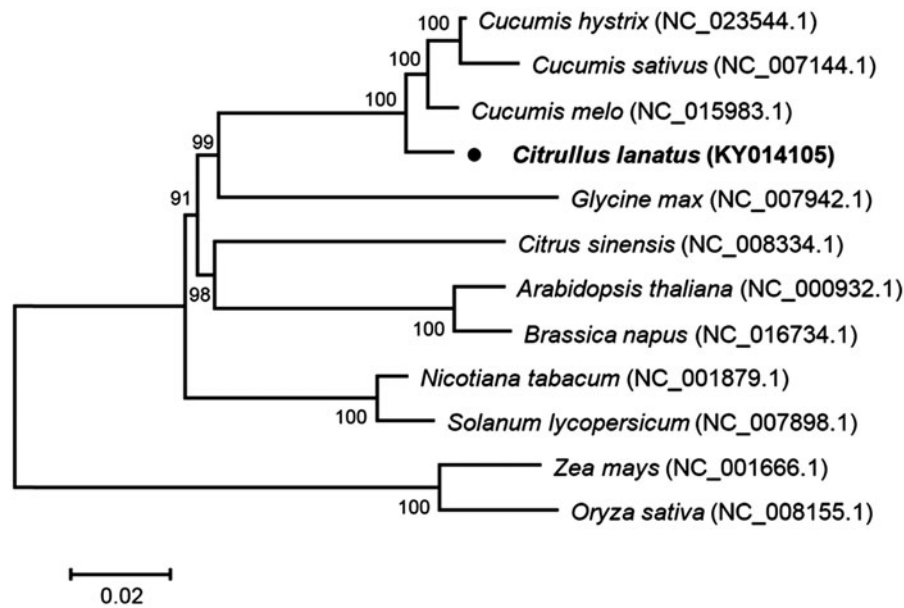 100
Cucumis hystrix (NC_023544.1)
100
Cucumis sativus (NC_007144.1)
100
Cucumis melo (NC_015983.1)
99
Citrullus lanatus (KY014105)
91
Glycine max (NC_007942.1)
Citrus sinensis (NC_008334.1)
98
Arabidopsis thaliana (NC_000932.1)
100
Brassica napus (NC_016734.1)
Nicotiana tabacum (NC_001879.1)
100
Solanum lycopersicum (NC_007898.1)
Zea mays (NC_001666.1)
100
Oryza sativa (NC_008155.1)
0.02